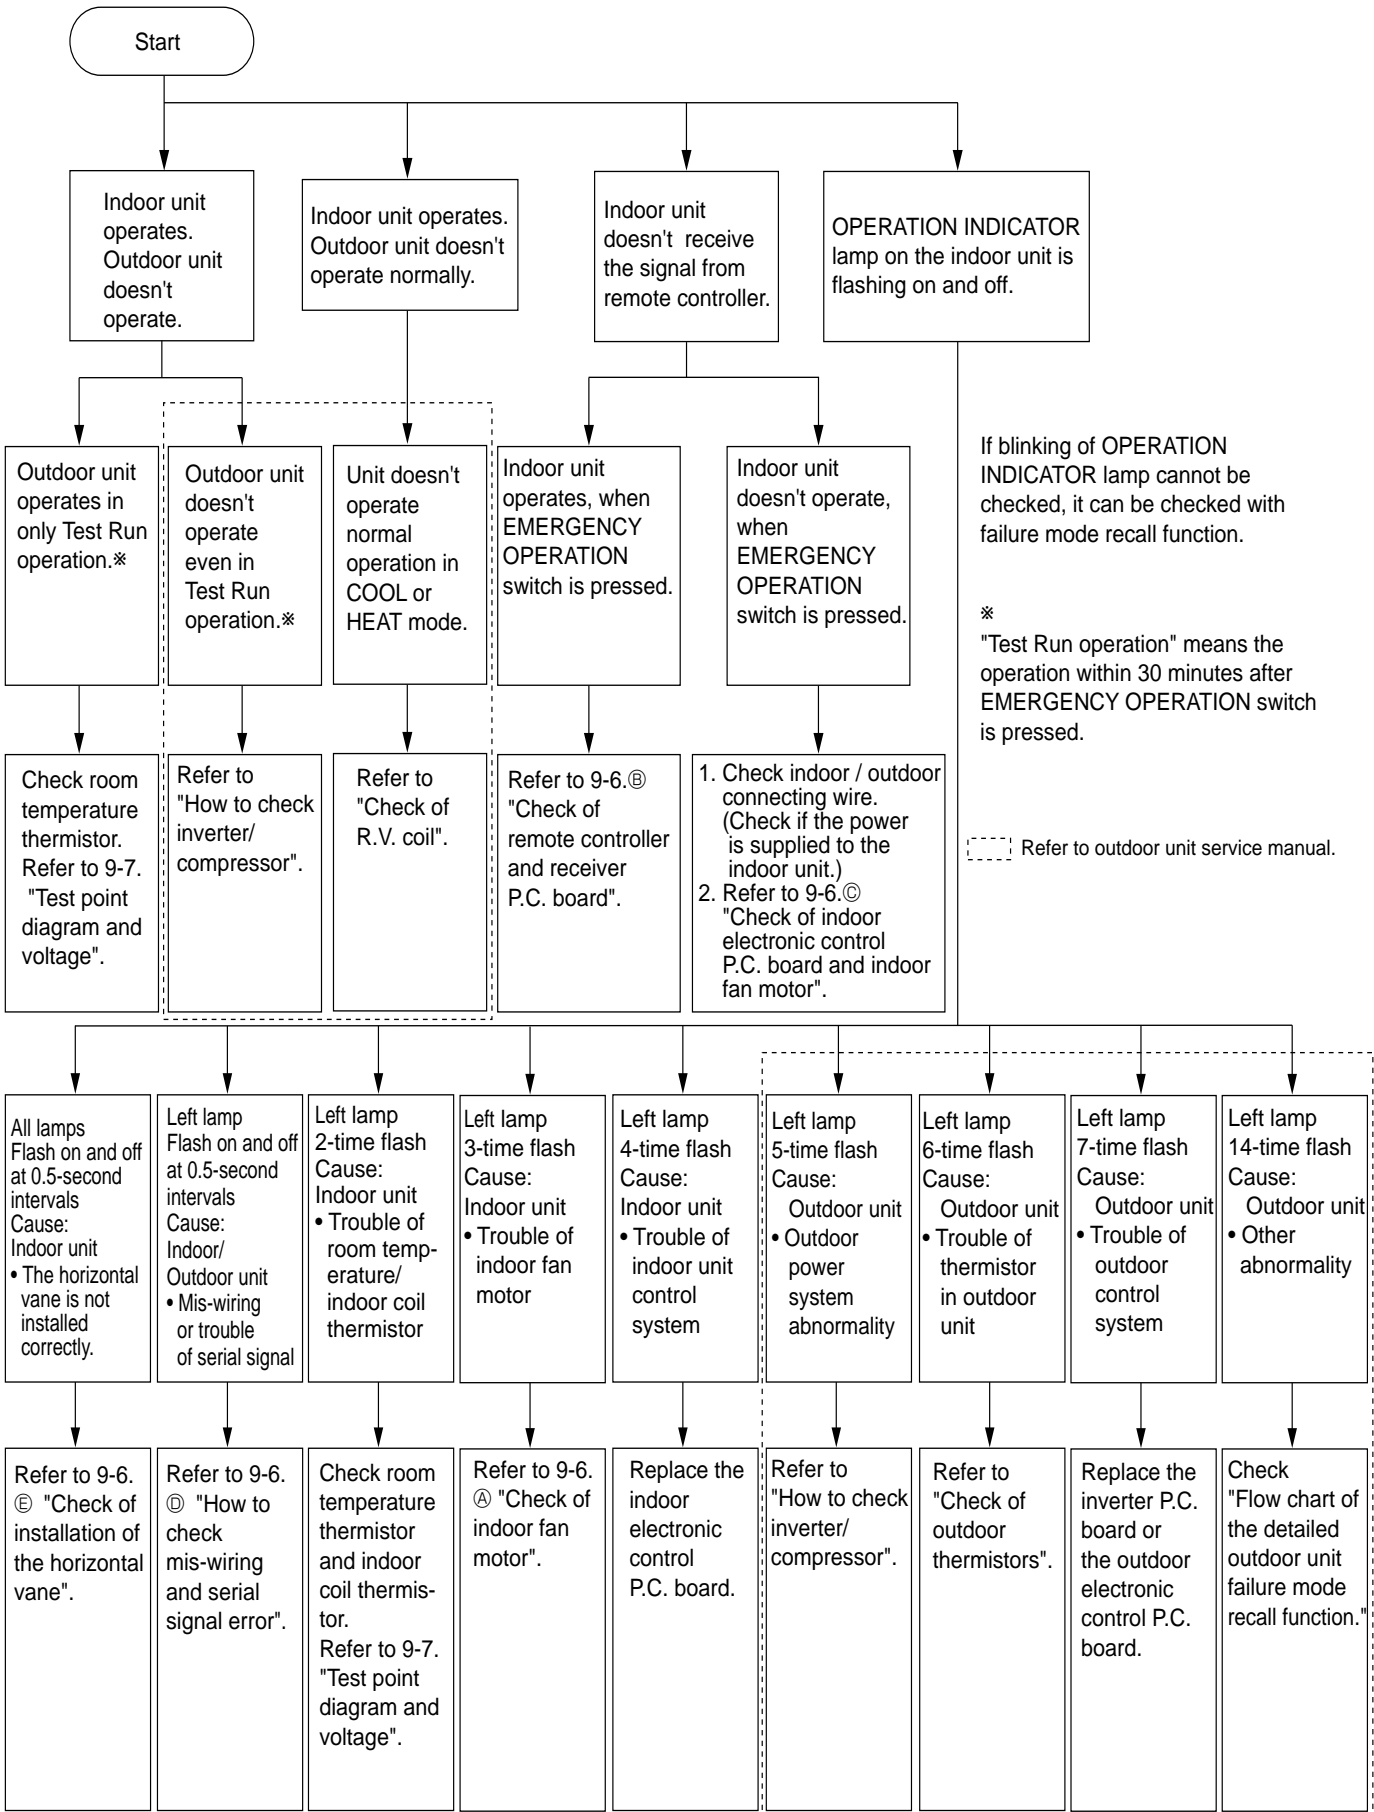 Start
Indoor unit
operates.
Outdoor unit
doesn't
operate.
Indoor unit operates.
Outdoor unit doesn't
operate normally.
Indoor unit
doesn't receive
the signal from
remote controller.
OPERATION INDICATOR
lamp on the indoor unit is
flashing on and off.
Outdoor unit
operates in
only Test Run
operation.※
Outdoor unit
doesn't
operate
even in
Test Run
operation.※
Unit doesn't
operate
normal
operation in
COOL or
HEAT mode.
Indoor unit
operates, when
EMERGENCY
OPERATION
switch is pressed.
Indoor unit
doesn't operate,
when
EMERGENCY
OPERATION
switch is pressed.
If blinking of OPERATION
INDICATOR lamp cannot be
checked, it can be checked with
failure mode recall function.
※
"Test Run operation" means the
operation within 30 minutes after
EMERGENCY OPERATION switch
is pressed.
Check room
temperature
thermistor.
Refer to 9-7.
"Test point
diagram and
voltage".
Refer to
"How to check
inverter/
compressor".
Refer to
"Check of
R.V. coil".
Refer to 9-6.Ⓑ
"Check of
remote controller
and receiver
P.C. board".
1. Check indoor / outdoor
connecting wire.
(Check if the power
is supplied to the
indoor unit.)
2. Refer to 9-6.Ⓒ
"Check of indoor
electronic control
P.C. board and indoor
fan motor".
Refer to outdoor unit service manual.
All lamps
Flash on and off
at 0.5-second
intervals
Cause:
Indoor unit
• The horizontal
vane is not
installed
correctly.
Left lamp
Flash on and off
at 0.5-second
intervals
Cause:
Indoor/
Outdoor unit
• Mis-wiring
or trouble
of serial signal
Left lamp
2-time flash
Cause:
Indoor unit
• Trouble of
room temp-
erature/
indoor coil
thermistor
Left lamp
3-time flash
Cause:
Indoor unit
• Trouble of
indoor fan
motor
Left lamp
4-time flash
Cause:
Indoor unit
• Trouble of
indoor unit
control
system
Left lamp
5-time flash
Cause:
Outdoor unit
• Outdoor
power
system
abnormality
Left lamp
6-time flash
Cause:
Outdoor unit
• Trouble of
thermistor
in outdoor
unit
Left lamp
7-time flash
Cause:
Outdoor unit
• Trouble of
outdoor
control
system
Left lamp
14-time flash
Cause:
Outdoor unit
• Other
abnormality
Refer to 9-6.
Ⓔ "Check of
installation of
the horizontal
vane".
Refer to 9-6.
Ⓓ "How to
check
mis-wiring
and serial
signal error".
Check room
temperature
thermistor
and indoor
coil thermis-
tor.
Refer to 9-7.
"Test point
diagram and
voltage".
Refer to 9-6.
Ⓐ "Check of
indoor fan
motor".
Replace the
indoor
electronic
control
P.C. board.
Refer to
"How to check
inverter/
compressor".
Refer to
"Check of
outdoor
thermistors".
Replace the
inverter P.C.
board or
the outdoor
electronic
control P.C.
board.
Check
"Flow chart of
the detailed
outdoor unit
failure mode
recall function."